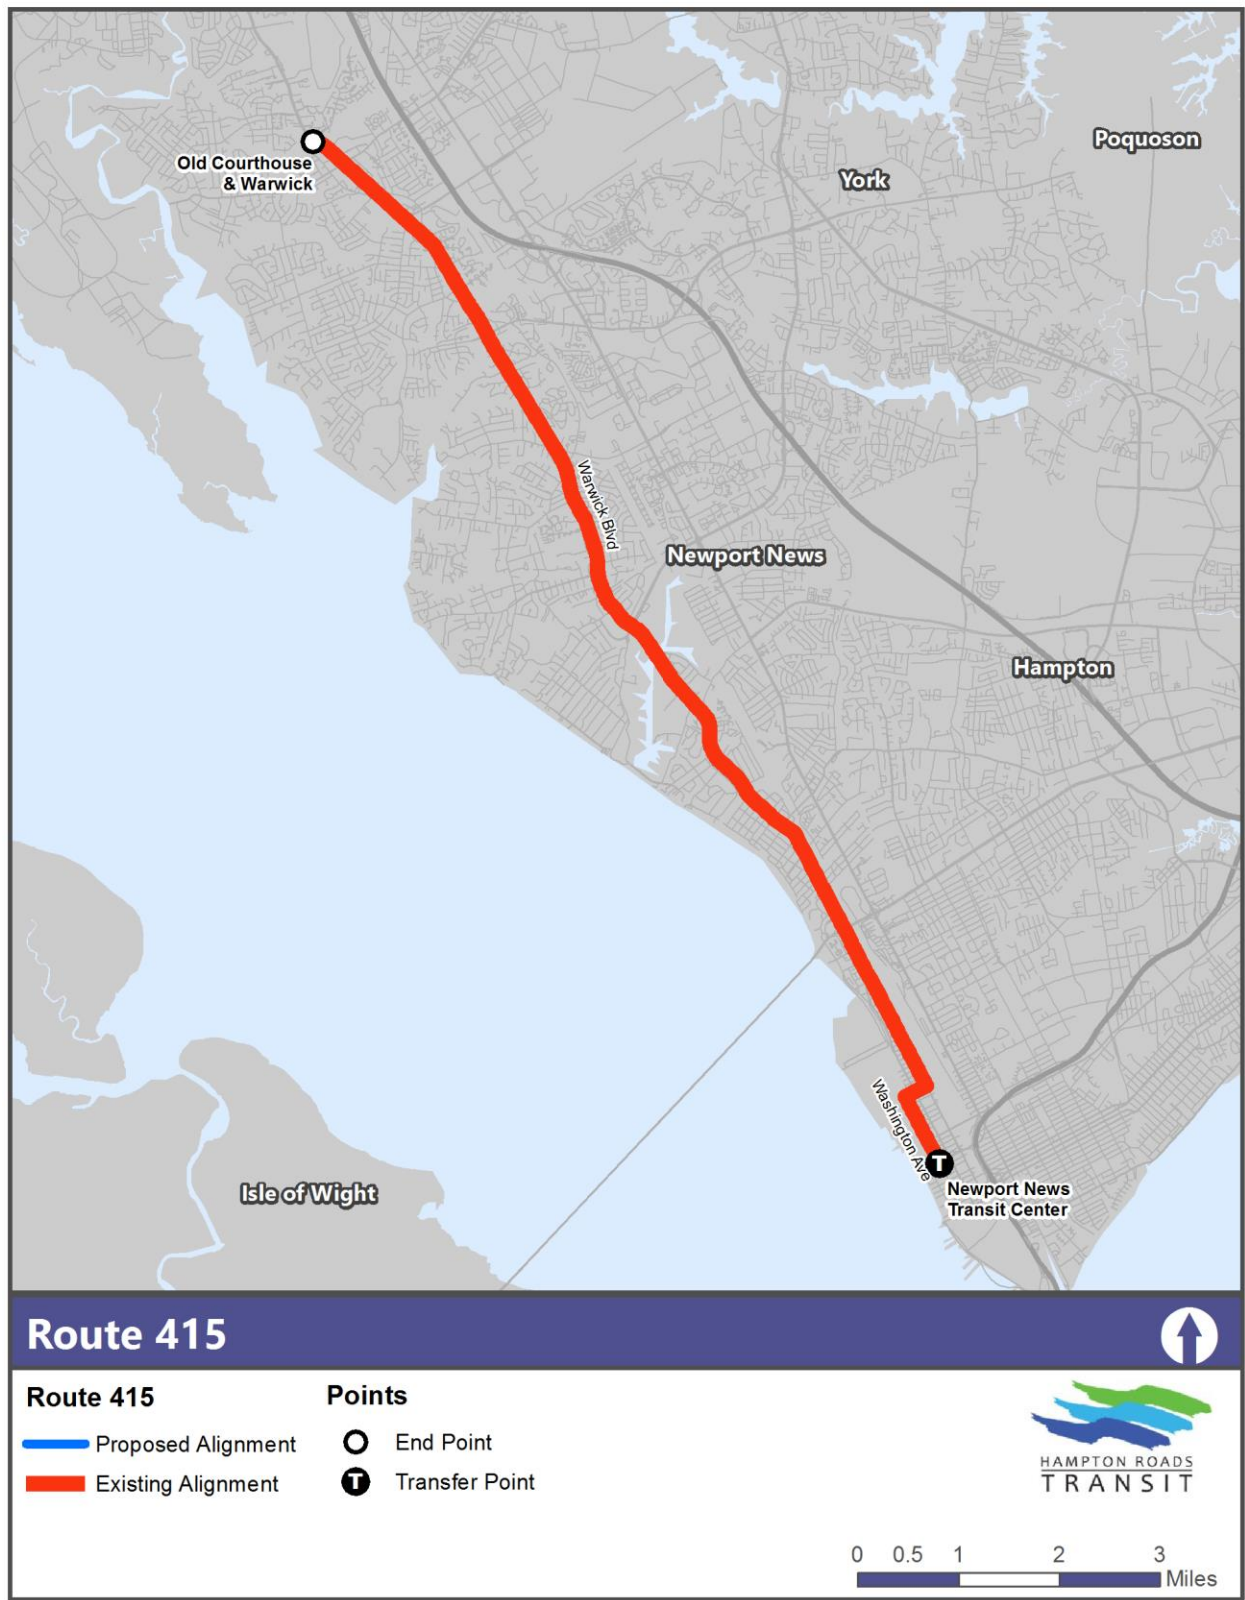 Poquoson
York
Old Courthouse
& Warwick
Warwick Blvd
Newport News
Hampton
Washington Ave
T
Newport News
Transit Center
Isle of Wight
Route 415
Route 415
Points
Proposed Alignment
End Point
Existing Alignment
T
Transfer Point
HAMPTON ROADS
TRANSIT
0 0.5 1 2 3
Miles